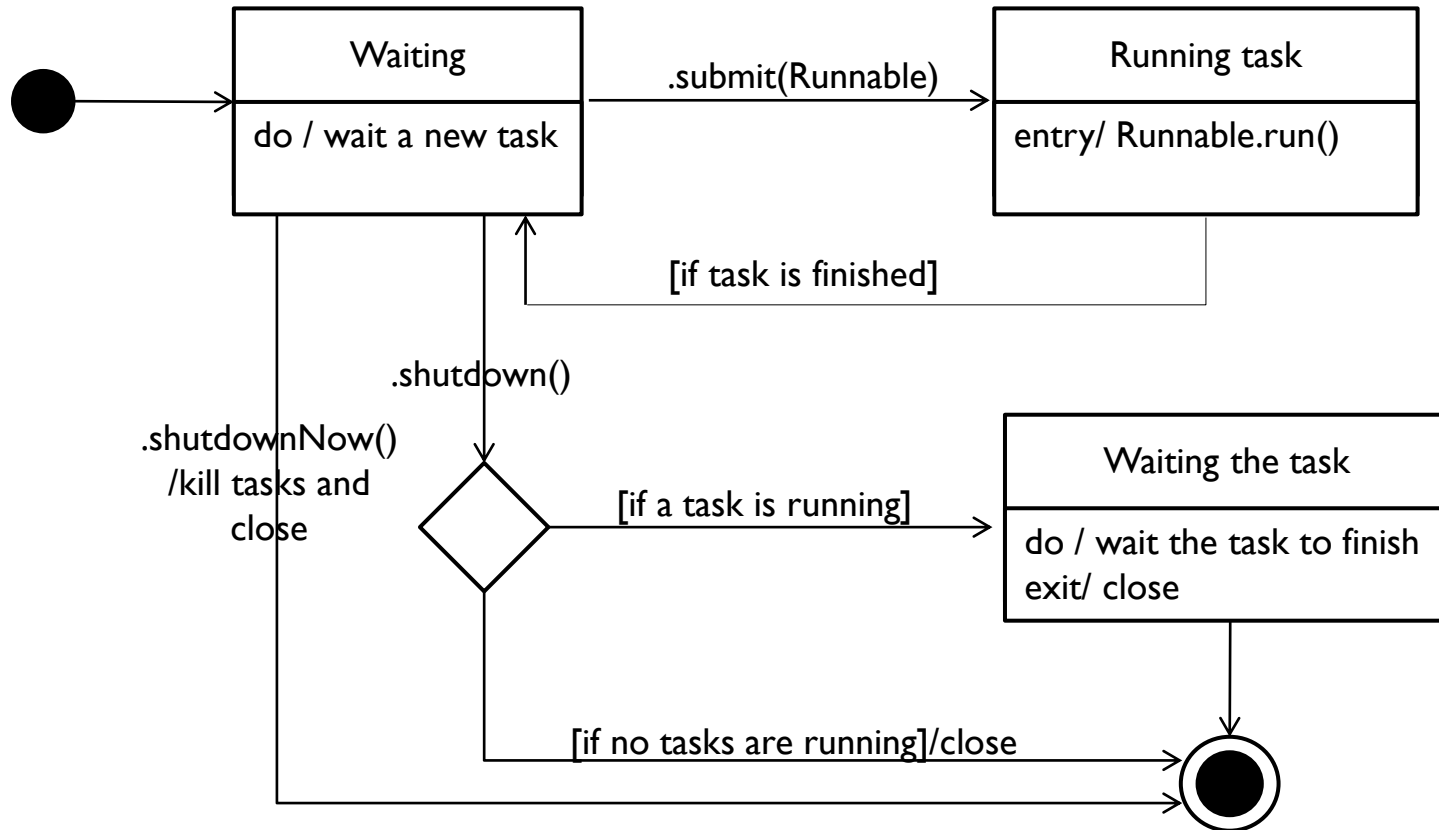 Waiting
do / wait a new task
.submit(Runnable)
Running task
entry/ Runnable.run()
[if task is finished]
.shutdown()
.shutdownNow()
/kill tasks and
close
[if a task is running]
Waiting the task
do / wait the task to finish
exit/ close
[if no tasks are running]/close